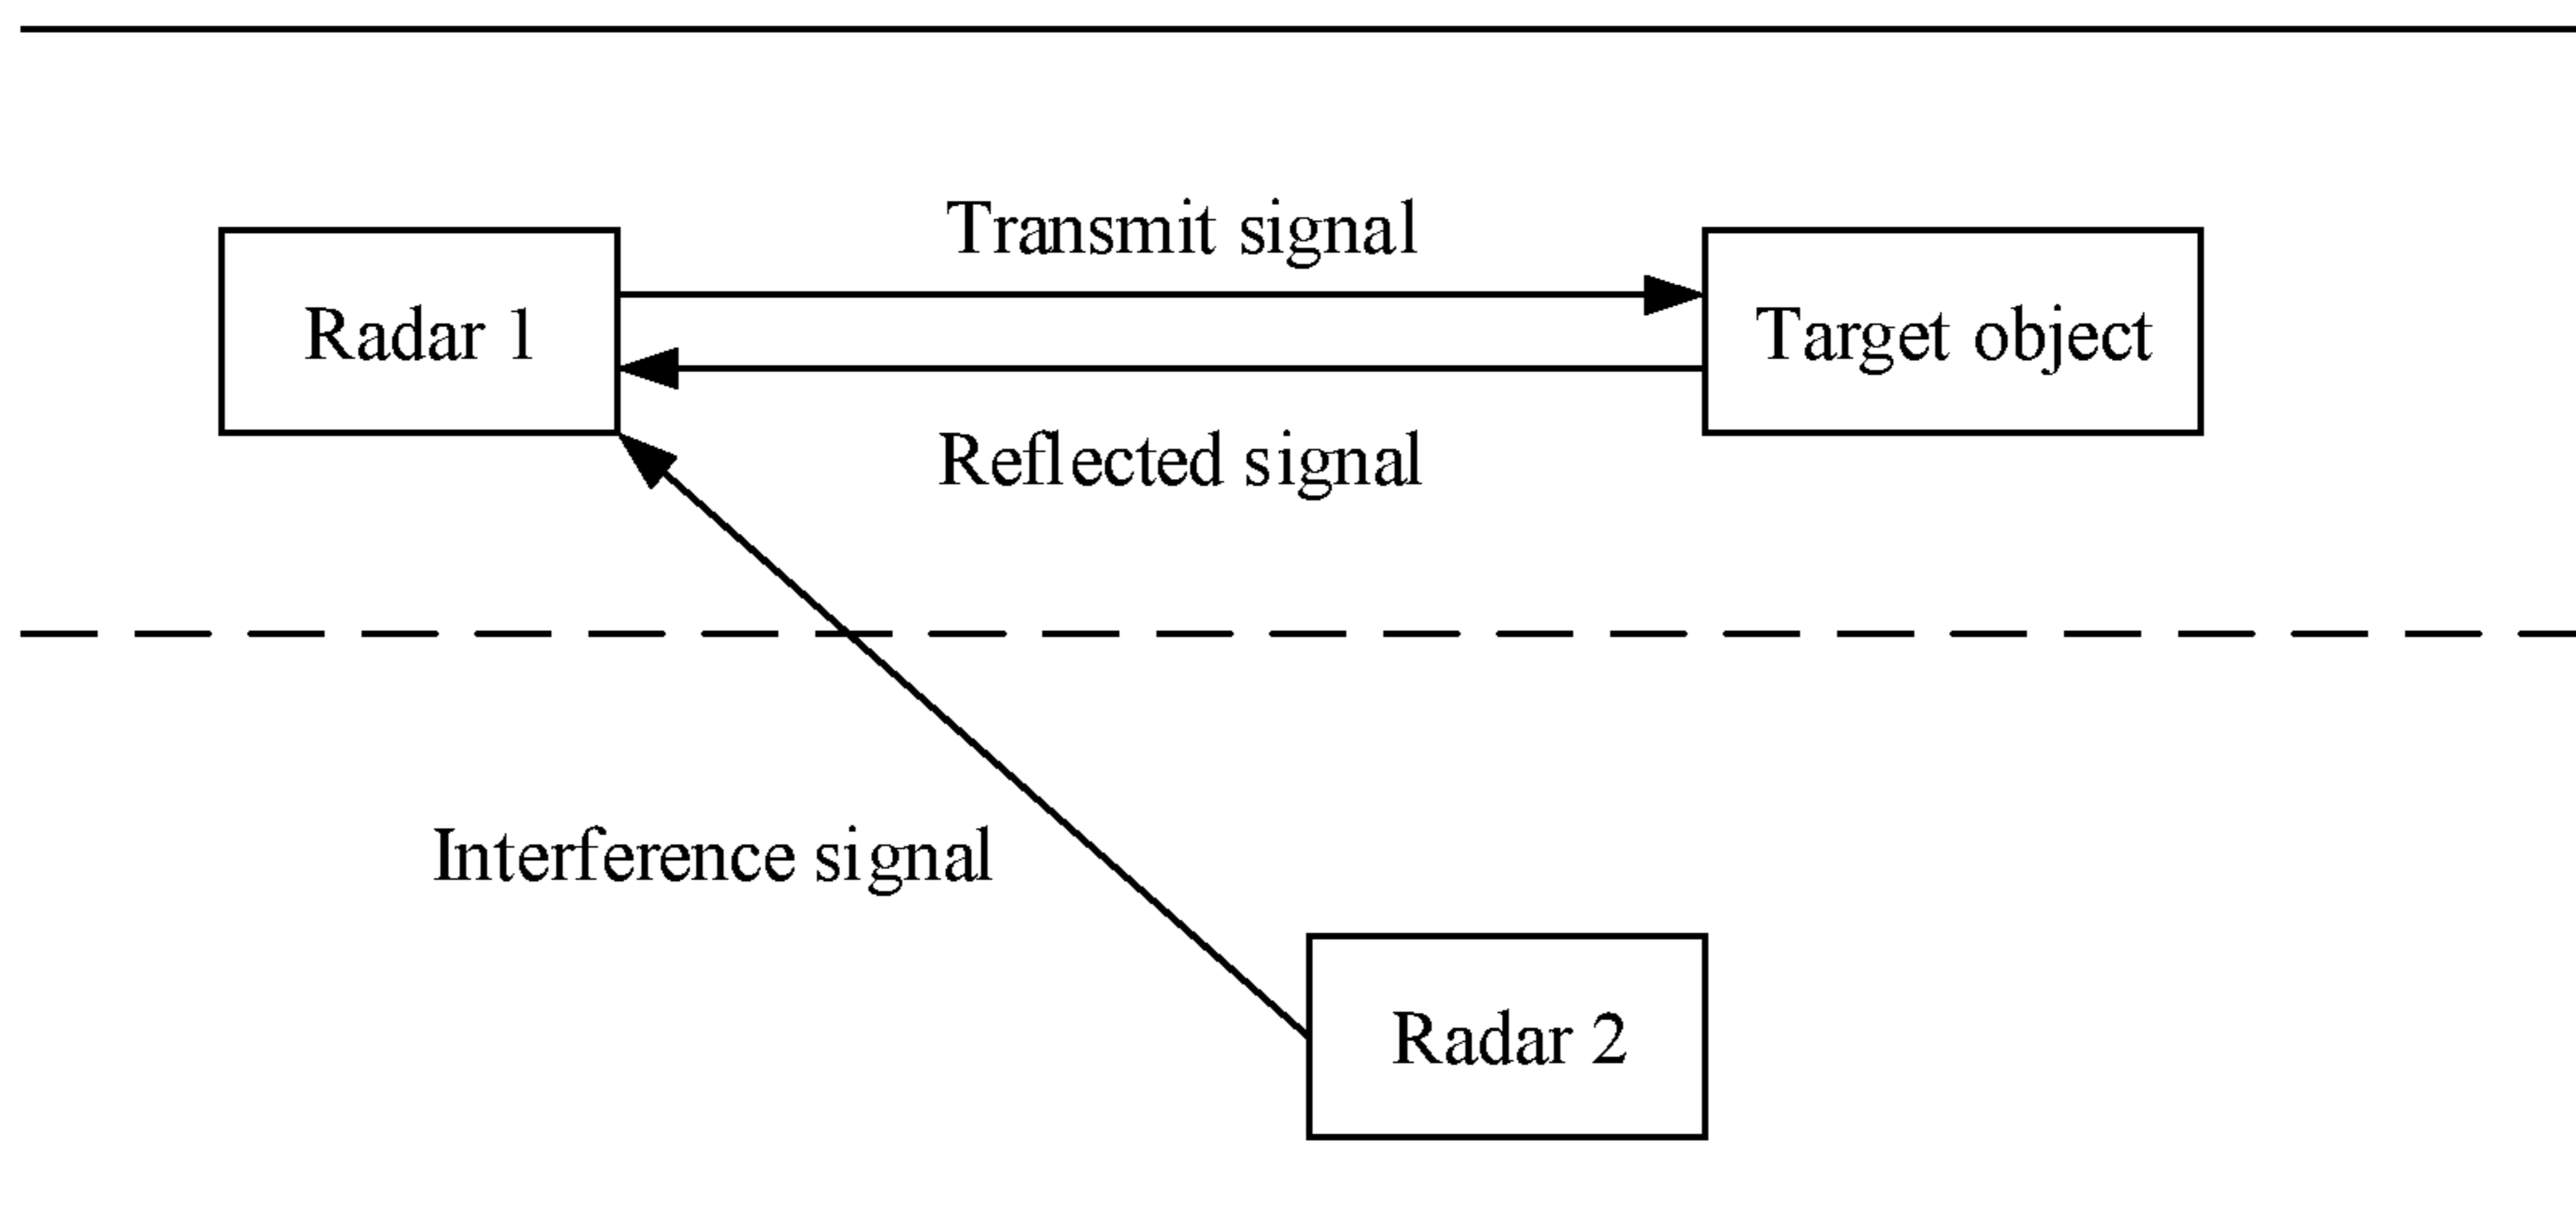 Transmit signal
Radar 1
Target object
Reflected signal
Interference signal
Radar 2